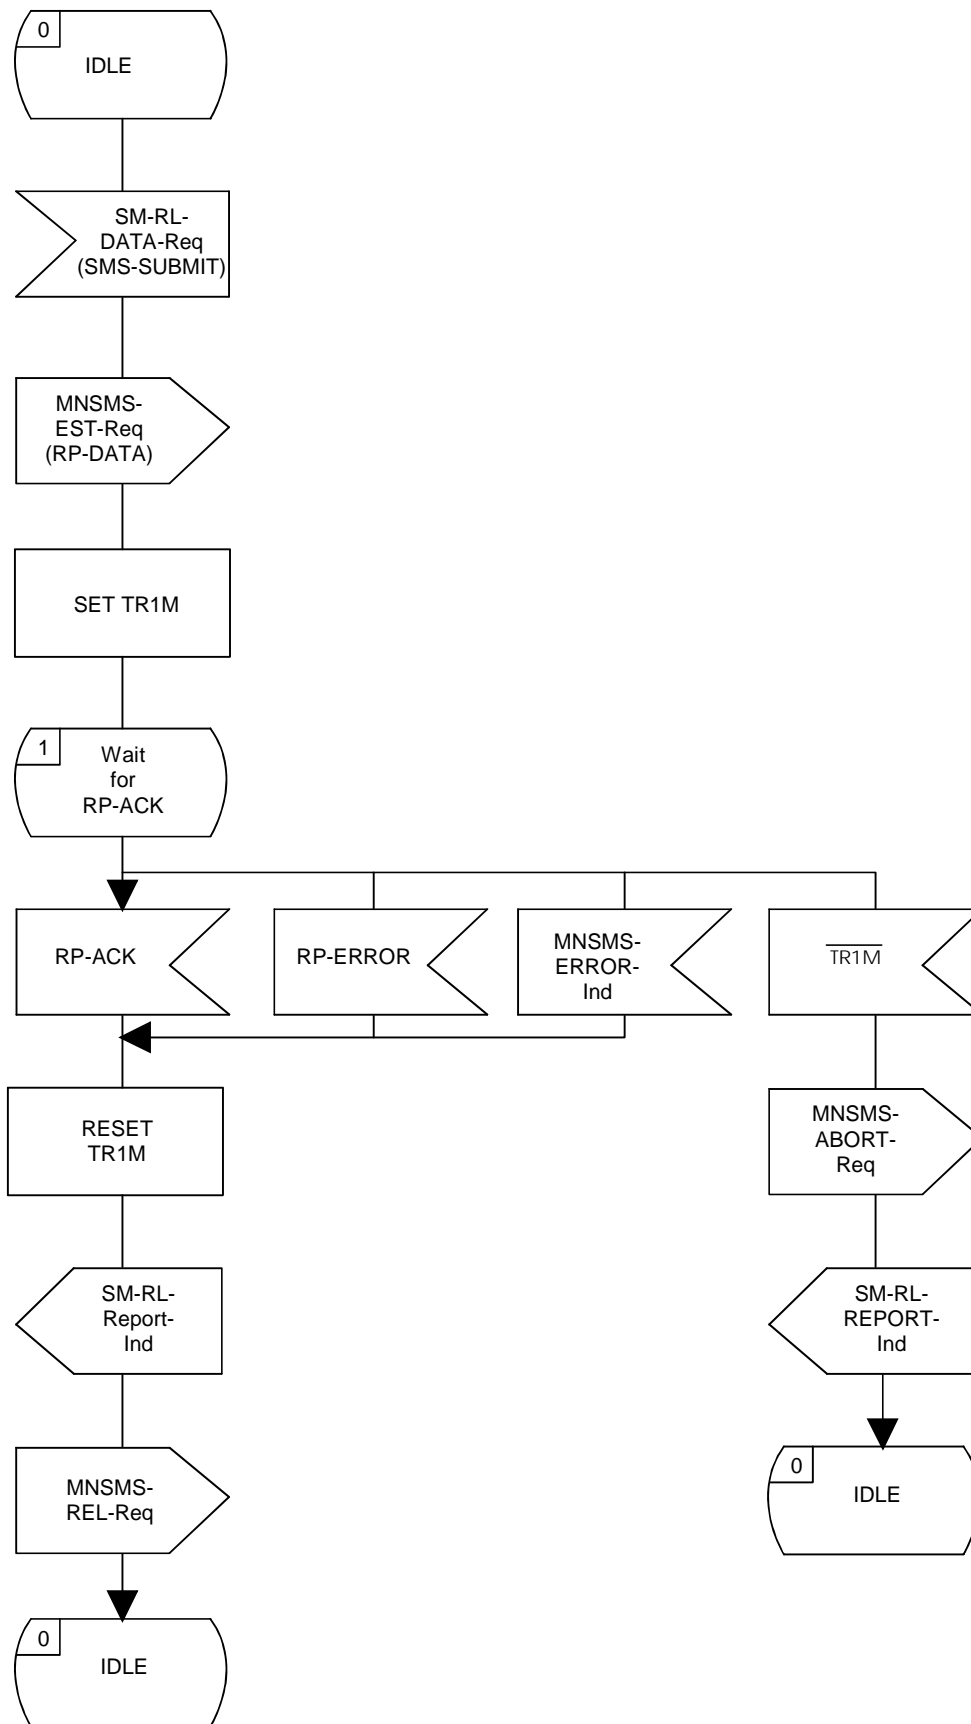 0
IDLE
SM-RL-
DATA-Req
(SMS-SUBMIT)
MNSMS-
EST-Req
(RP-DATA)
SET TR1M
1
Wait
for
RP-ACK
RP-ACK
RP-ERROR
MNSMS-
ERROR-
Ind
TR1M
RESET
TR1M
MNSMS-
ABORT-
Req
SM-RL-
Report-
Ind
SM-RL-
REPORT-
Ind
MNSMS-
REL-Req
0
IDLE
0
IDLE